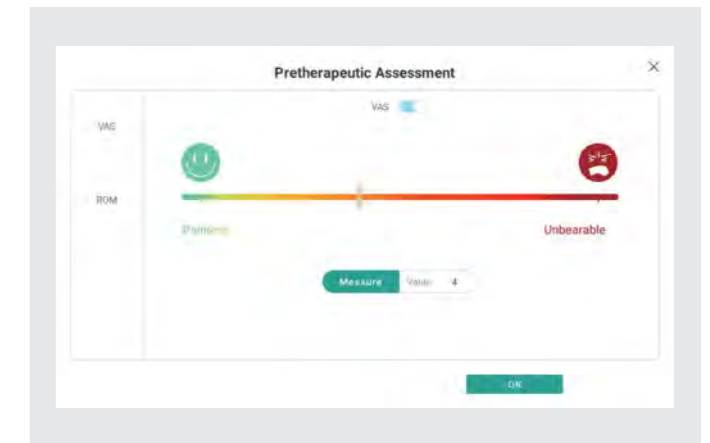 Pretherapeutic Assessment
VAS
VAS
ROM
Painless
Unbearable
Measure Value: 4
OK